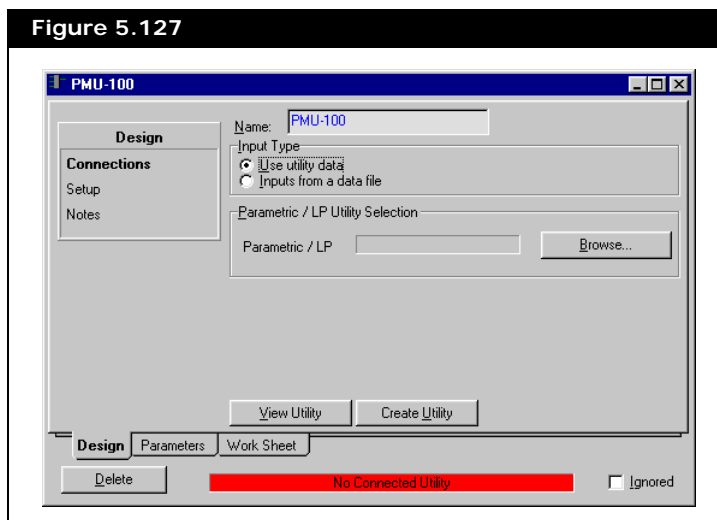 Figure 5.127
PMU-100
Design
Connections
Setup
Notes
Name: PMU-100
Input Type
Use utility data
Inputs from a data file
Parametric / LP Utility Selection
Parametric / LP
Browse...
View Utility
Create Utility
Design Parameters Work Sheet
Delete
No Connected Utility
Ignored